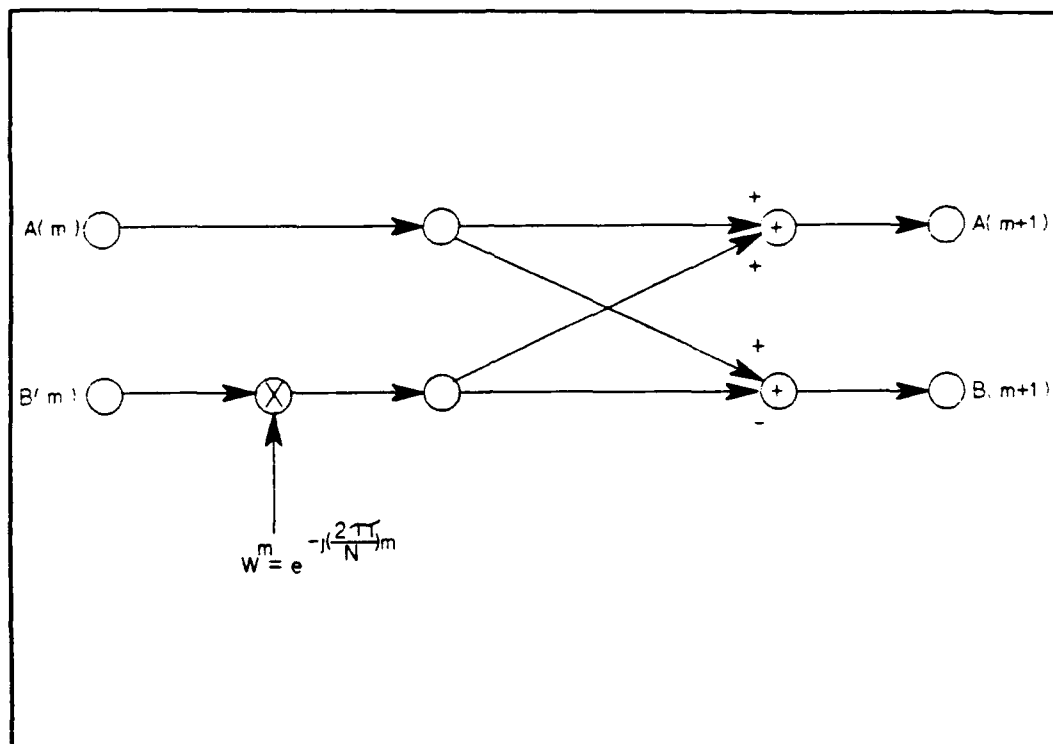 +
A( m )
+
A( m+1)
+
+
B( m )
+
B( m+1)
-
W^m = e^-j(2π/N)m